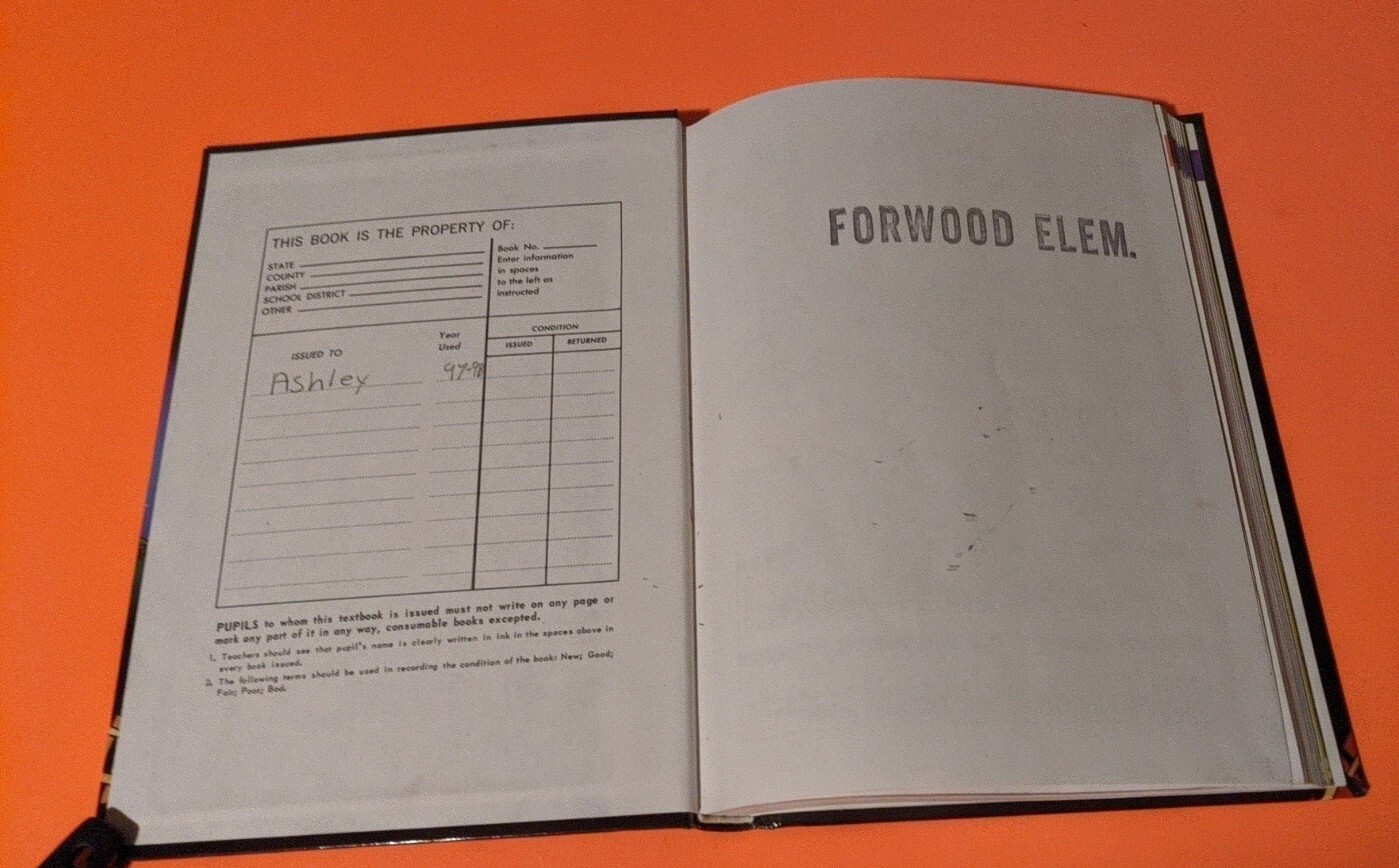 THIS BOOK IS THE PROPERTY OF:
STATE
COUNTY
PARISH
SCHOOL DISTRICT
OTHER
Book No.
Enter information
in spaces
to the left as
instructed
ISSUED TO
Year
Used
CONDITION
ISSUED
RETURNED
Ashley
97-98
PUPILS to whom this textbook is issued must not write on any page or
mark any part of it in any way, consumable books excepted.
1. Teachers should see that pupil's name is clearly written in ink in the spaces above in
every book issued.
2. The following terms should be used in recording the condition of the book: New; Good;
Fair; Poor; Bad.
FORWOOD ELEM.